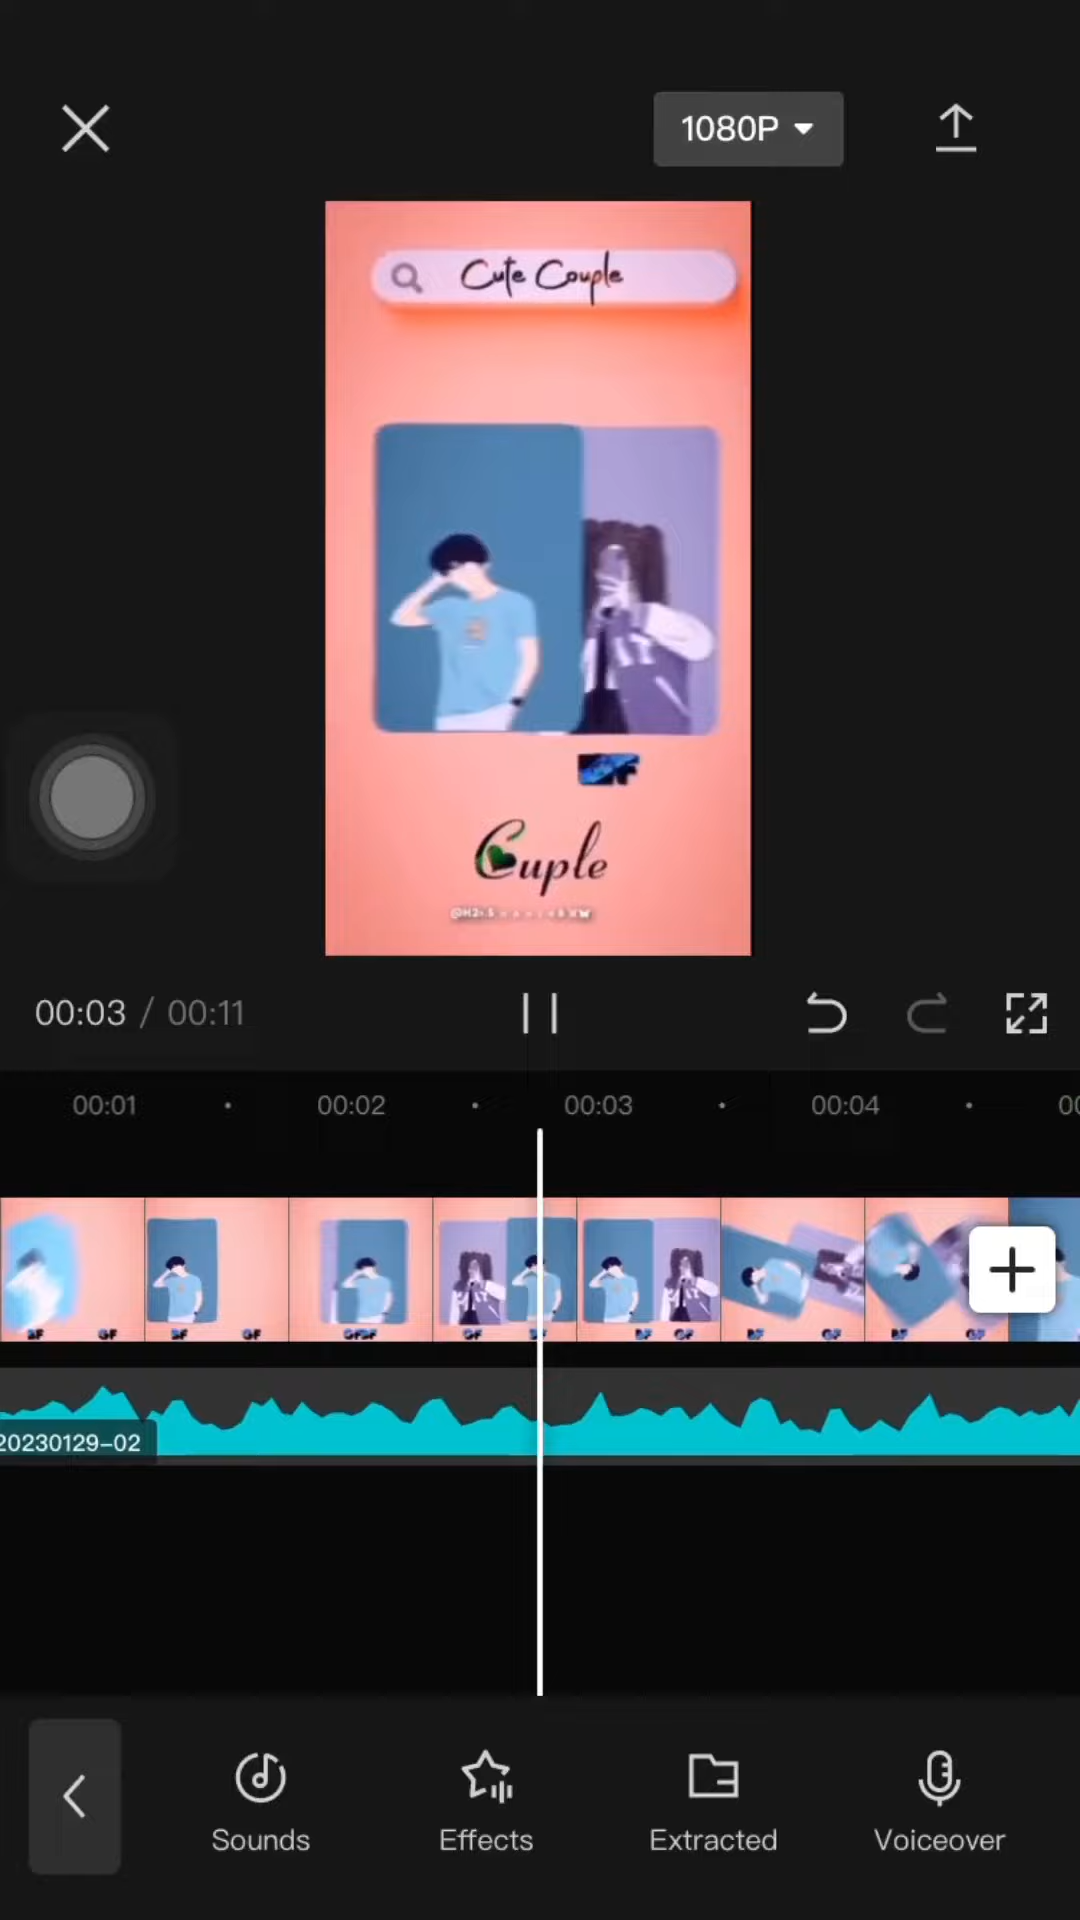 1080P
Cute Couple
Cuple
00:03 / 00:11
00:01
00:02
00:03
00:04
20230129-02
Sounds
Effects
Extracted
Voiceover